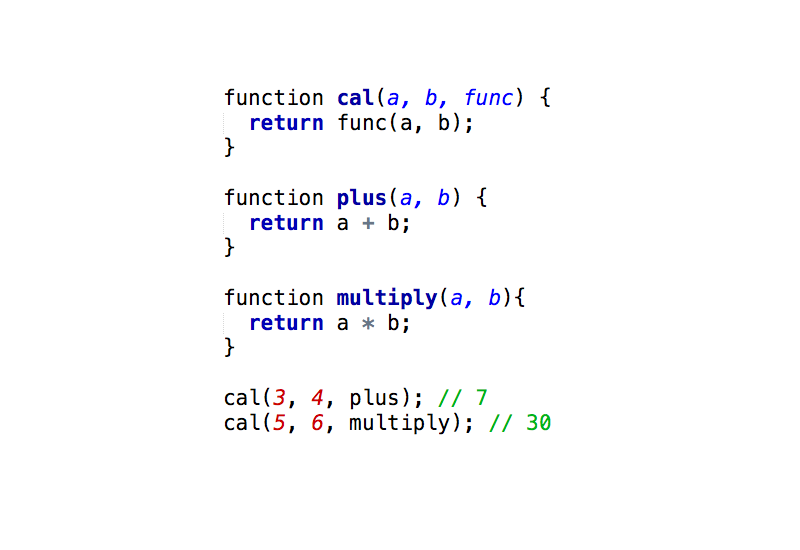 function cal(a, b, func) {
  return func(a, b);
}

function plus(a, b) {
  return a + b;
}

function multiply(a, b){
  return a * b;
}

cal(3, 4, plus); // 7
cal(5, 6, multiply); // 30